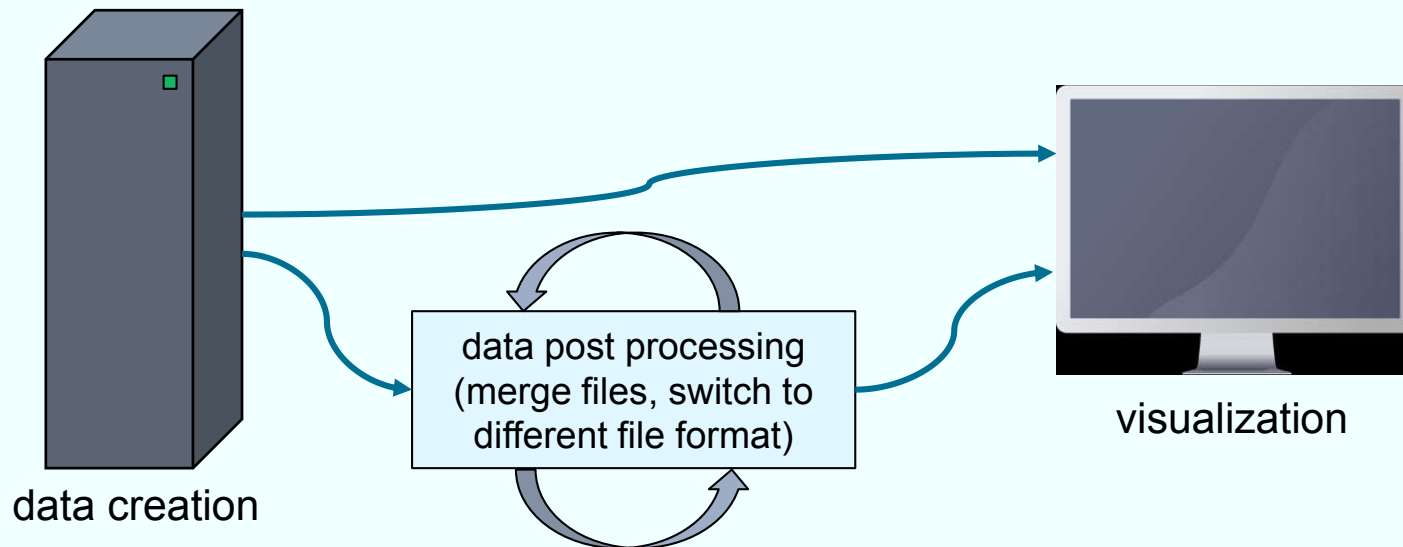 data post processing
(merge files, switch to
different file format)
visualization
data creation